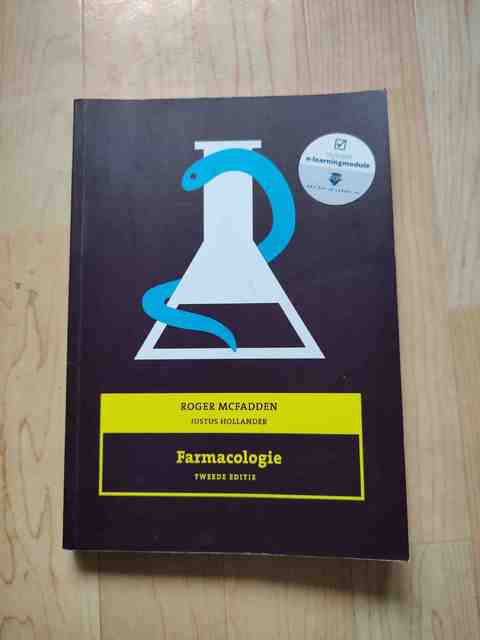 e-learningmodule
ROGER MCFADDEN
JUSTUS HOLLANDER
Farmacologie
TWEEDE EDITIE